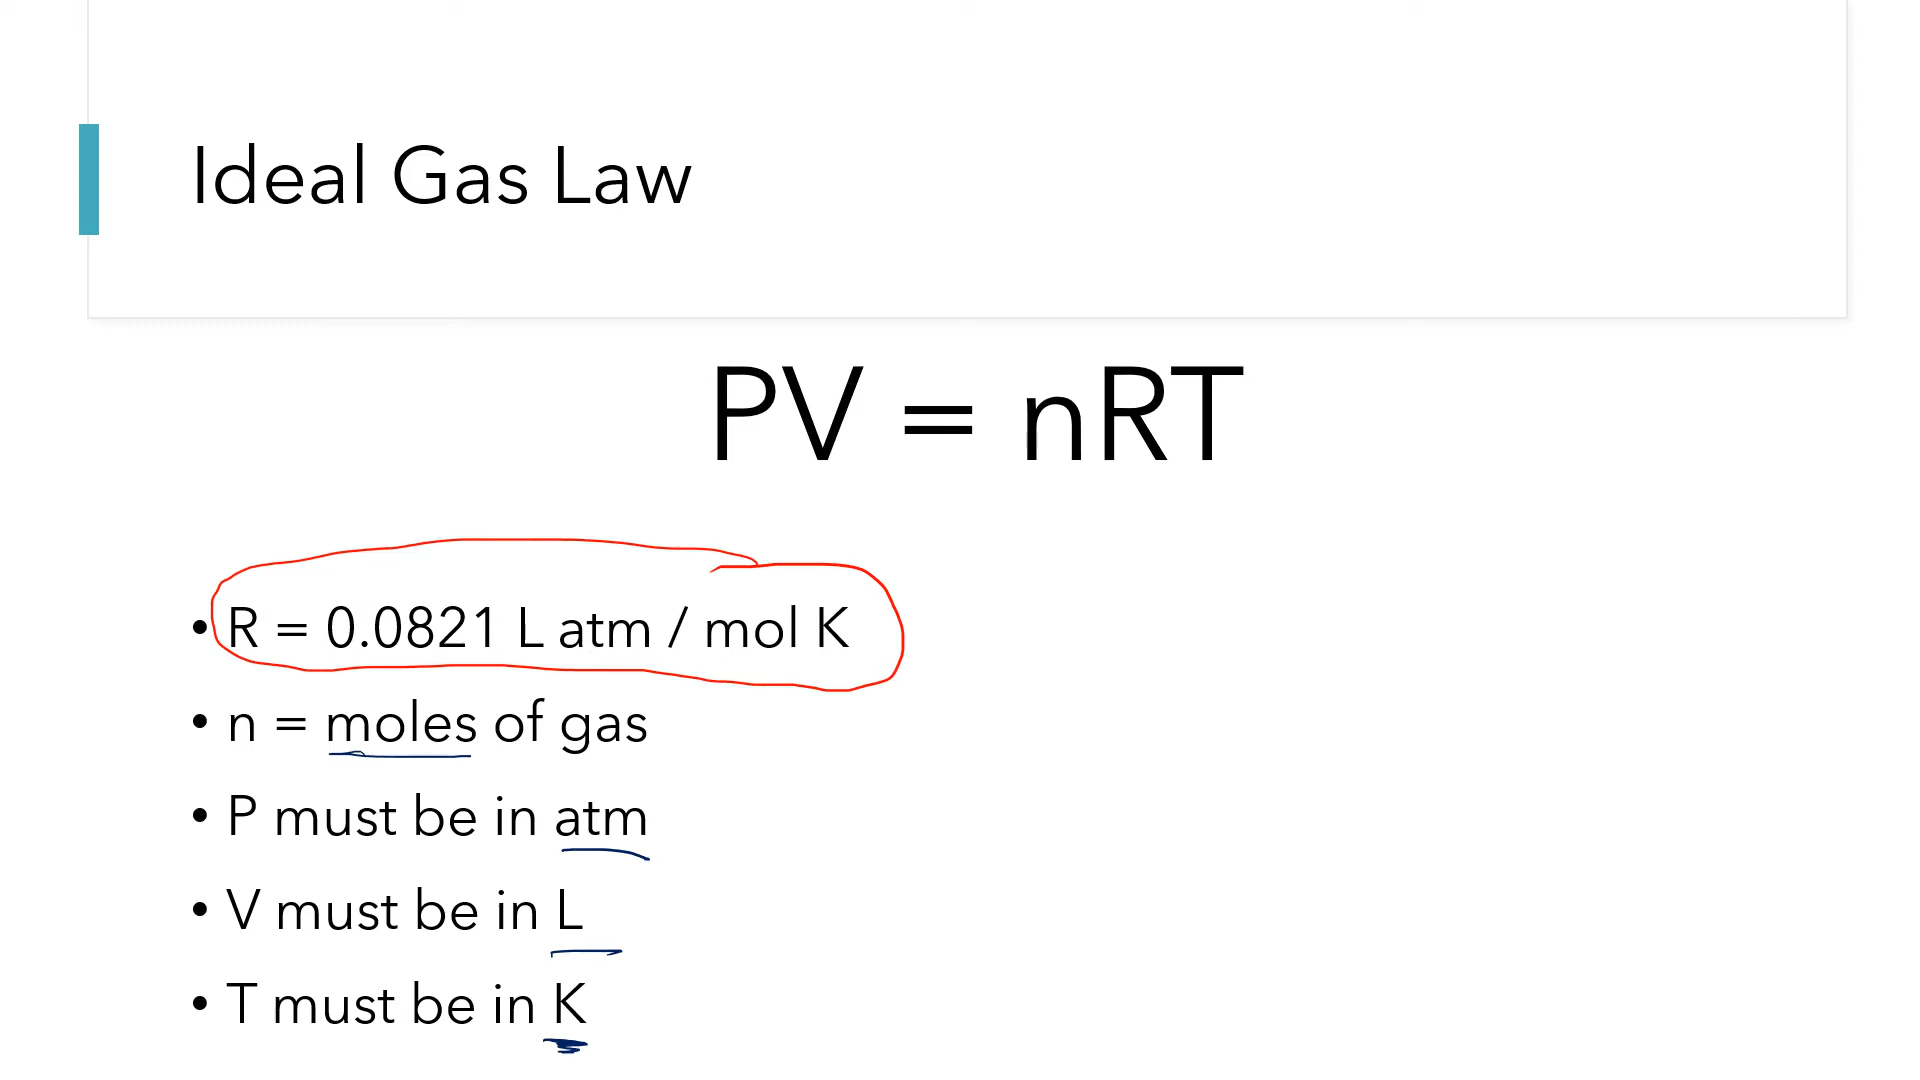 Ideal Gas Law
PV = nRT
• R = 0.0821 L atm / mol K
• n = moles of gas
• P must be in atm
• V must be in L
• T must be in K